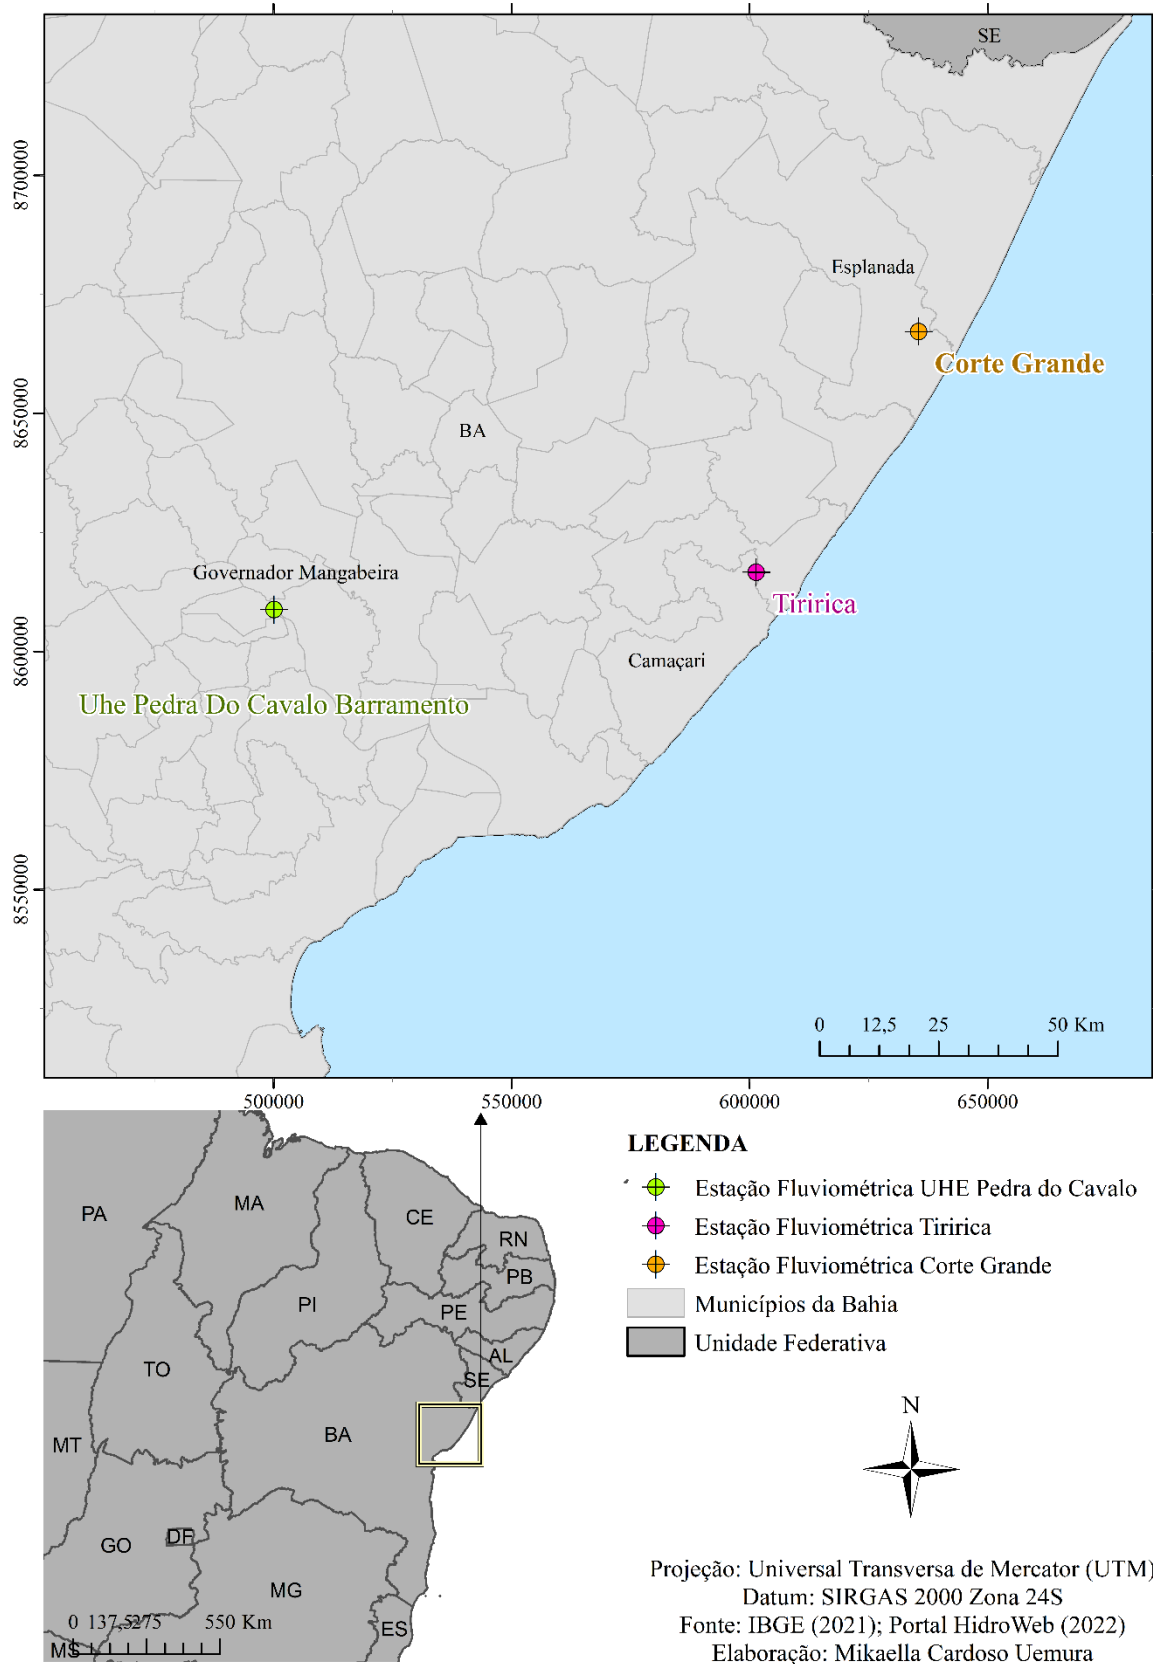 SE
8700000
Esplanada
Corte Grande
8650000
BA
Governador Mangabeira
Tiririca
8600000
Camaçari
Uhe Pedra Do Cavalo Barramento
8550000
0 12,5 25 50 Km
500000 550000 600000 650000
LEGENDA
Estação Fluviométrica UHE Pedra do Cavalo
Estação Fluviométrica Tiririca
Estação Fluviométrica Corte Grande
Municípios da Bahia
Unidade Federativa
PA
MA
CE
RN
PB
PI
PE
AL
TO
SE
BA
MT
DF
GO
MG
0 137,5275 550 Km
ES
MS
N
Projeção: Universal Transversa de Mercator (UTM)
Datum: SIRGAS 2000 Zona 24S
Fonte: IBGE (2021); Portal HidroWeb (2022)
Elaboração: Mikaella Cardoso Uemura